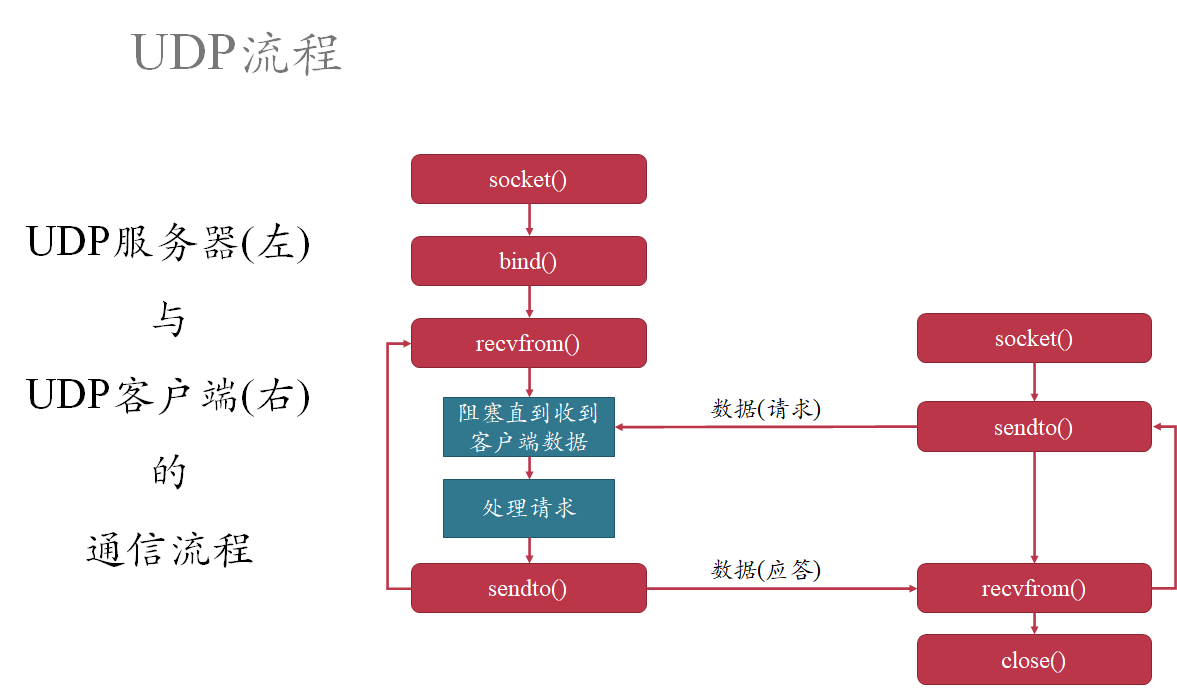 UDP流程
UDP服务器(左)
与
UDP客户端(右)
的
通信流程
socket()
bind()
recvfrom()
阻塞直到收到
客户端数据
处理请求
sendto()
数据(请求)
数据(应答)
socket()
sendto()
recvfrom()
close()